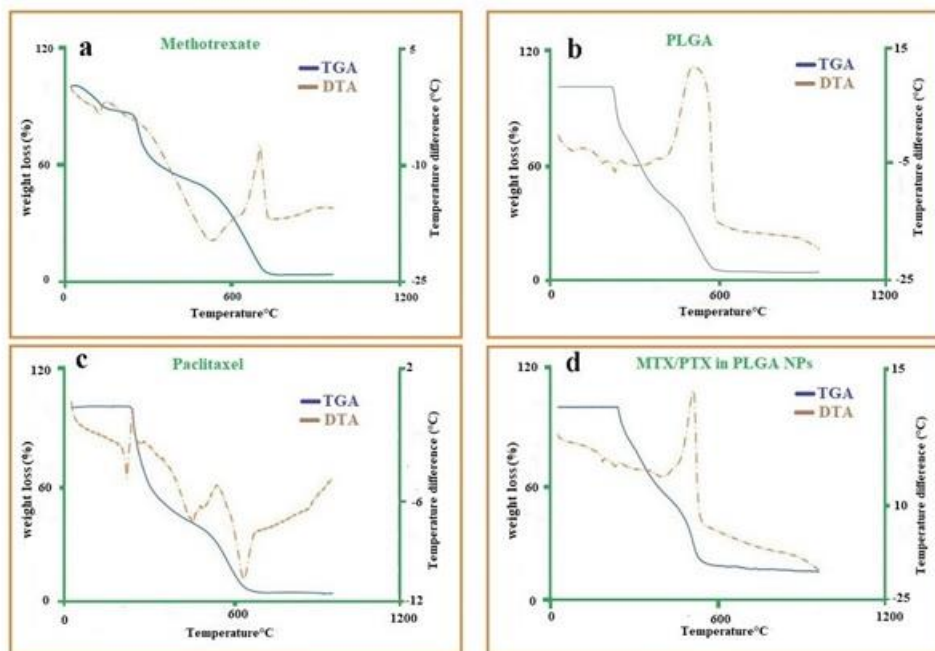 a
Methotrexate
120
60
0
weight loss (%)
0
600
1200
Temperature°C
5
-10
-25
Temperature difference (°C)
TGA
DTA
b
PLGA
120
60
0
weight loss (%)
0
600
1200
Temperature°C
15
-5
-25
Temperature difference (°C)
TGA
DTA
c
Paclitaxel
120
60
0
weight loss (%)
0
600
1200
Temperature°C
2
-6
-12
Temperature difference (°C)
TGA
DTA
d
MTX/PTX in PLGA NPs
120
60
0
weight loss (%)
0
600
1200
Temperature°C
15
10
-25
Temperature difference (°C)
TGA
DTA